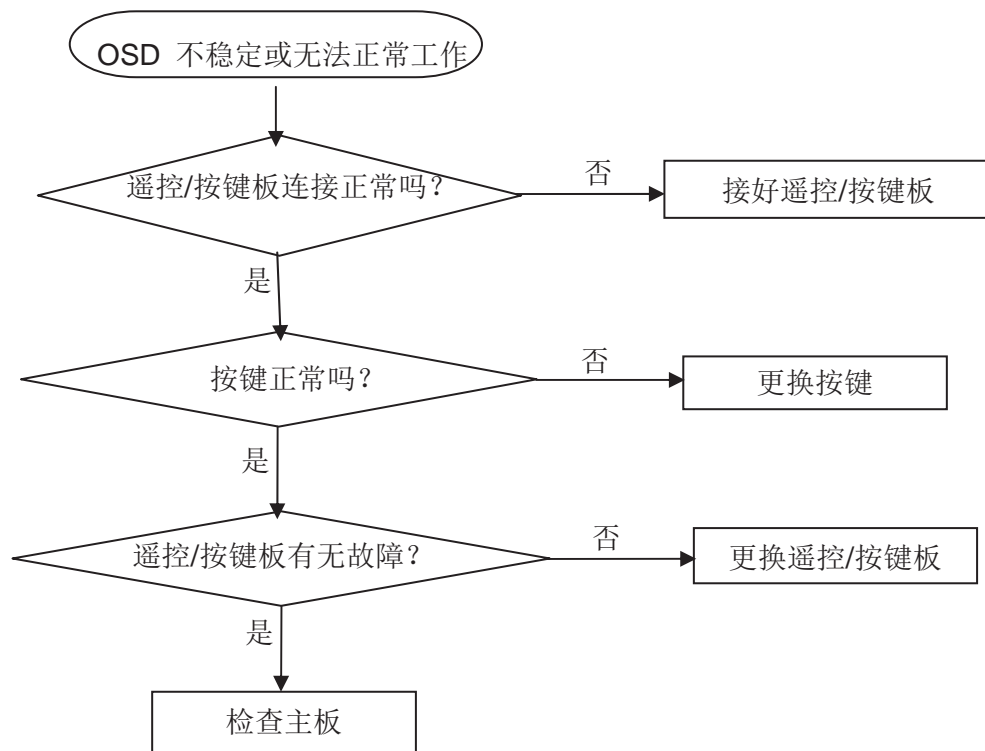 OSD 不稳定或无法正常工作
遥控/按键板连接正常吗？
否
接好遥控/按键板
是
按键正常吗？
否
更换按键
是
遥控/按键板有无故障？
否
更换遥控/按键板
是
检查主板